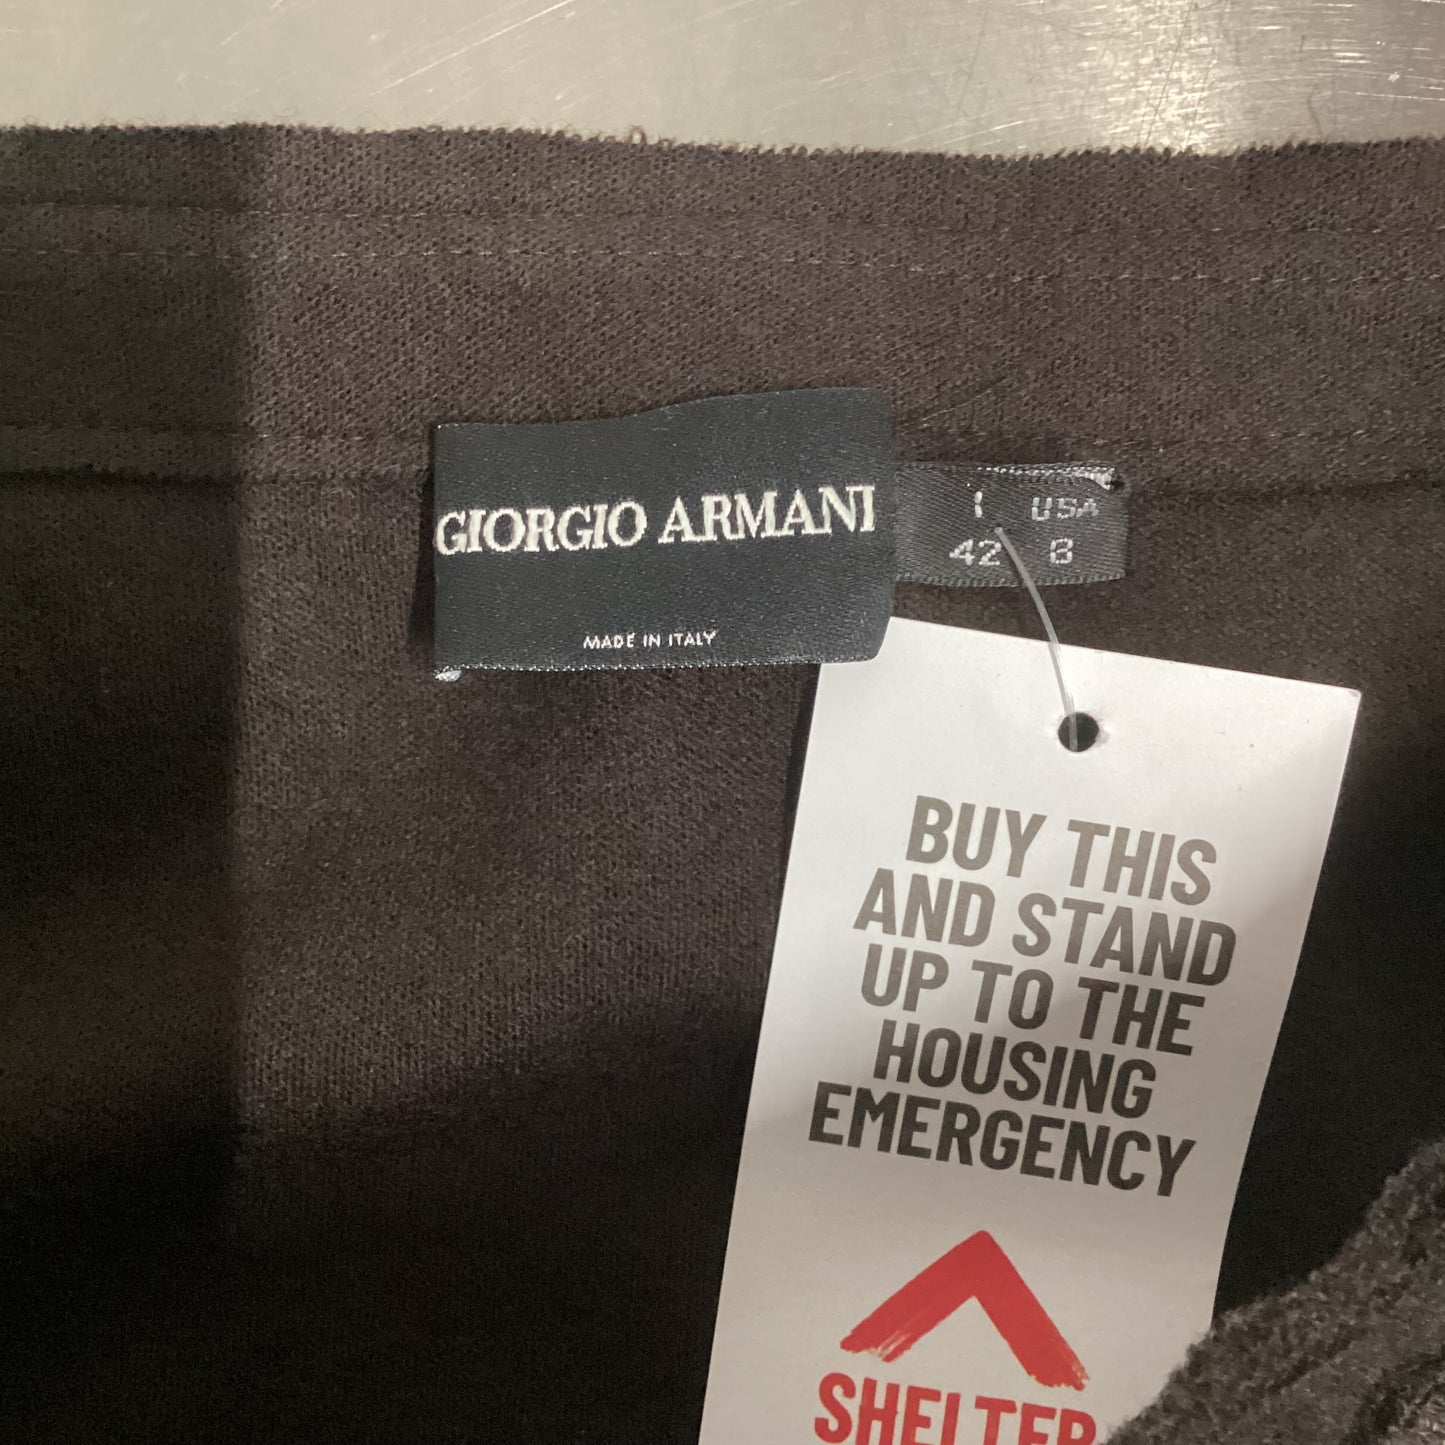 GIORGIO ARMANI
MADE IN ITALY
I USA
42 8
BUY THIS
AND STAND
UP TO THE
HOUSING
EMERGENCY
SHELTER